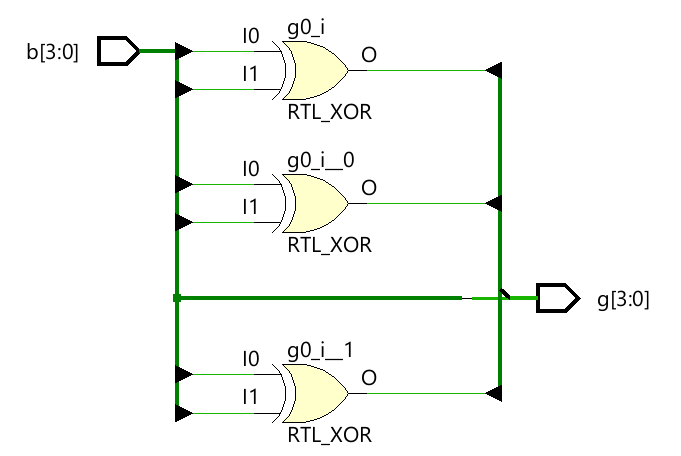 g0_i
b[3:0]
I0
O
I1
RTL_XOR
g0_i__0
I0
O
I1
RTL_XOR
g[3:0]
g0_i__1
I0
O
I1
RTL_XOR